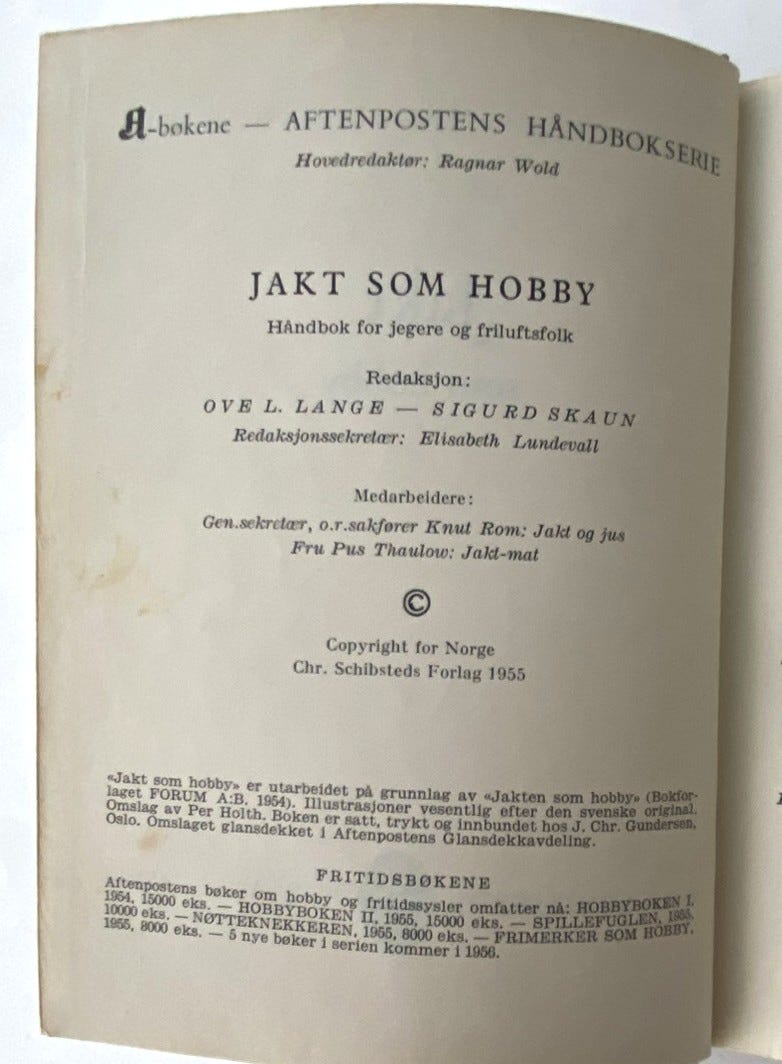 A-bøkene — AFTENPOSTENS HÅNDBOKSERIE
Hovedredaktør: Ragnar Wold
JAKT SOM HOBBY
Håndbok for jegere og friluftsfolk
Redaksjon:
OVE L. LANGE — SIGURD SKAUN
Redaksjonssekretær: Elisabeth Lundevall
Medarbeidere:
Gen.sekretær, o.r.sakfører Knut Rom: Jakt og jus
Fru Pus Thaulow: Jakt-mat
©
Copyright for Norge
Chr. Schibsteds Forlag 1955
«Jakt som hobby» er utarbeidet på grunnlag av «Jakten som hobby» (Bokfor-
laget FORUM A:B, 1954). Illustrasjoner vesentlig efter den svenske original.
Omslag av Per Holth. Boken er satt, trykt og innbundet hos J. Chr. Gundersen,
Oslo. Omslaget glansdekket i Aftenpostens Glansdekkavdeling.
FRITIDSBØKENE
Aftenpostens bøker om hobby og fritidssysler omfatter nå: HOBBYBOKEN I,
1954, 15000 eks. — HOBBYBOKEN II, 1955, 15000 eks. — SPILLEFUGLEN, 1955,
10000 eks. — NØTTEKNEKKEREN, 1955, 8000 eks. — FRIMERKER SOM HOBBY,
1955, 8000 eks. — 5 nye bøker i serien kommer i 1956.